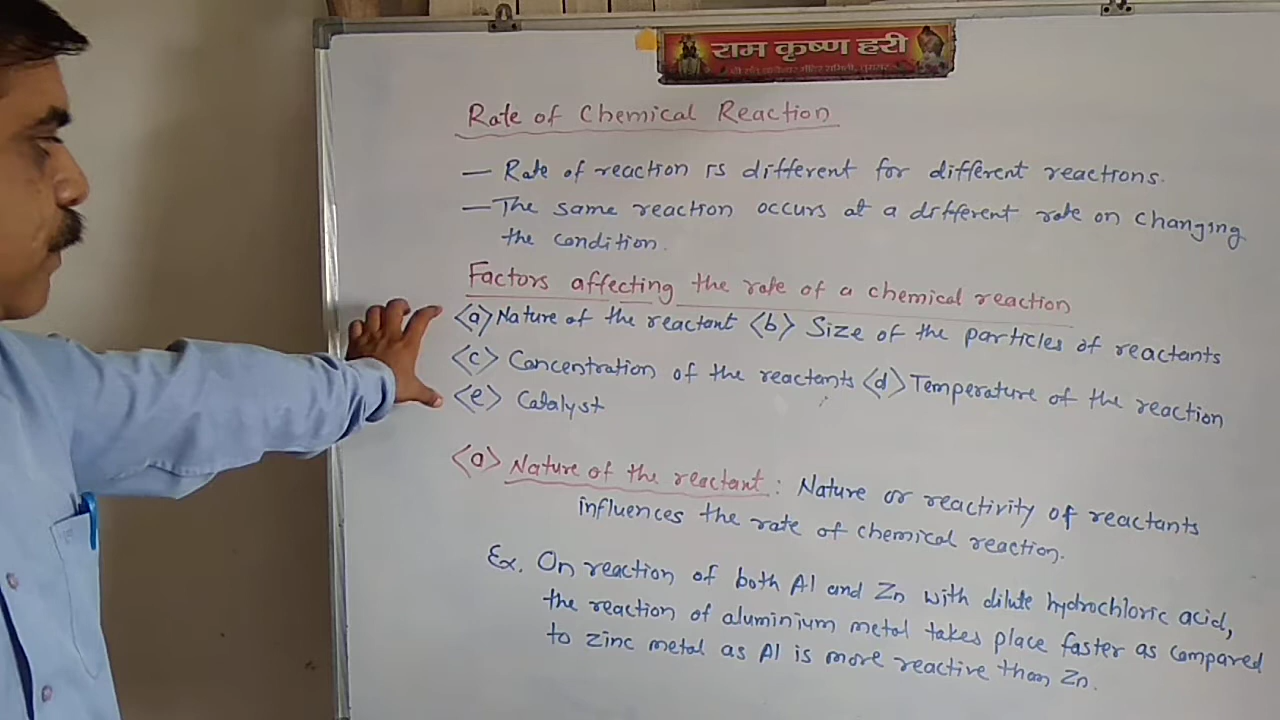 राम कृष्ण हरी
Rate of Chemical Reaction
— Rate of reaction is different for different reactions.
— The same reaction occurs at a different rate on changing
the condition.
Factors affecting the rate of a chemical reaction
<a> Nature of the reactant <b> Size of the particles of reactants
<c> Concentration of the reactants <d> Temperature of the reaction
<e> Catalyst
<a> Nature of the reactant : Nature or reactivity of reactants
influences the rate of chemical reaction.
Ex. On reaction of both Al and Zn with dilute hydrochloric acid,
the reaction of aluminium metal takes place faster as compared
to zinc metal as Al is more reactive than Zn.